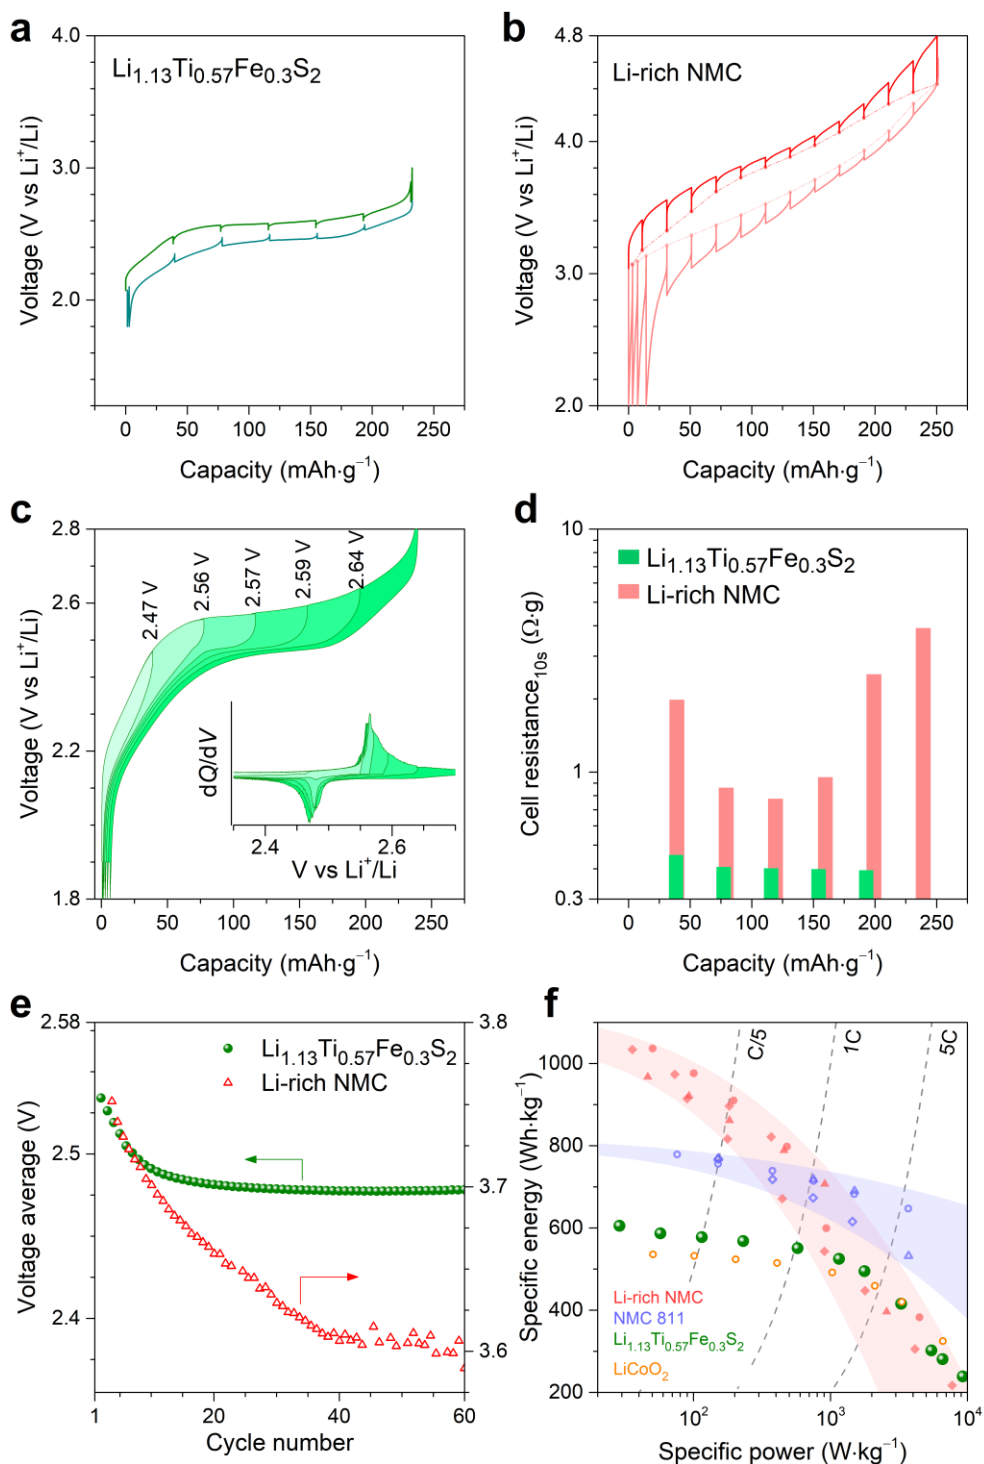 a
Li₁.₁₃Ti₀.₅₇Fe₀.₃S₂
4.0
3.0
2.0
Voltage (V vs Li⁺/Li)
0 50 100 150 200 250
Capacity (mAh·g⁻¹)
b
Li-rich NMC
4.8
4.0
3.0
2.0
Voltage (V vs Li⁺/Li)
0 50 100 150 200 250
Capacity (mAh·g⁻¹)
c
2.8
2.6
2.2
1.8
Voltage (V vs Li⁺/Li)
2.47 V
2.56 V
2.57 V
2.59 V
2.64 V
dQ/dV
2.4 2.6
V vs Li⁺/Li
0 50 100 150 200 250
Capacity (mAh·g⁻¹)
d
Li₁.₁₃Ti₀.₅₇Fe₀.₃S₂
Li-rich NMC
10
1
0.3
Cell resistance₁₀ₛ (Ω·g)
0 50 100 150 200 250
Capacity (mAh·g⁻¹)
e
Li₁.₁₃Ti₀.₅₇Fe₀.₃S₂
Li-rich NMC
2.58
2.5
2.4
Voltage average (V)
3.8
3.7
3.6
1 20 40 60
Cycle number
f
C/5
1C
5C
1000
800
600
400
200
Specific energy (Wh·kg⁻¹)
Li-rich NMC
NMC 811
Li₁.₁₃Ti₀.₅₇Fe₀.₃S₂
LiCoO₂
10² 10³ 10⁴
Specific power (W·kg⁻¹)